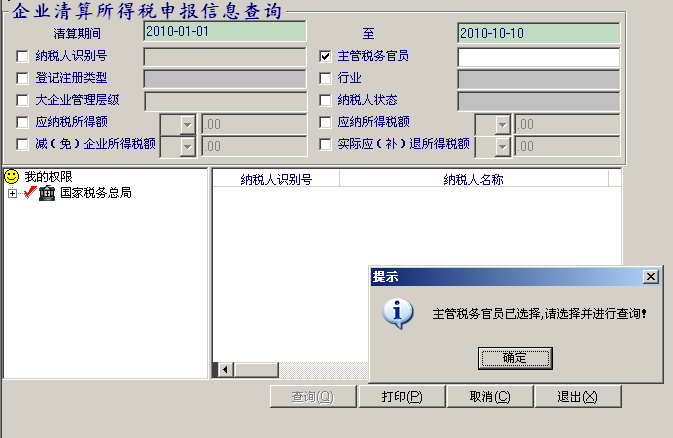 企业清算所得税申报信息查询
清算期间 2010-01-01 至 2010-10-10
纳税人识别号 主管税务官员
登记注册类型 行业
大企业管理层级 纳税人状态
应纳税所得额 .00 应纳所得税额 .00
减（免）企业所得税额 .00 实际应（补）退所得税额 .00
我的权限
国家税务总局
纳税人识别号 纳税人名称
提示
主管税务官员已选择,请选择并进行查询!
确定
查询(Q) 打印(P) 取消(C) 退出(X)